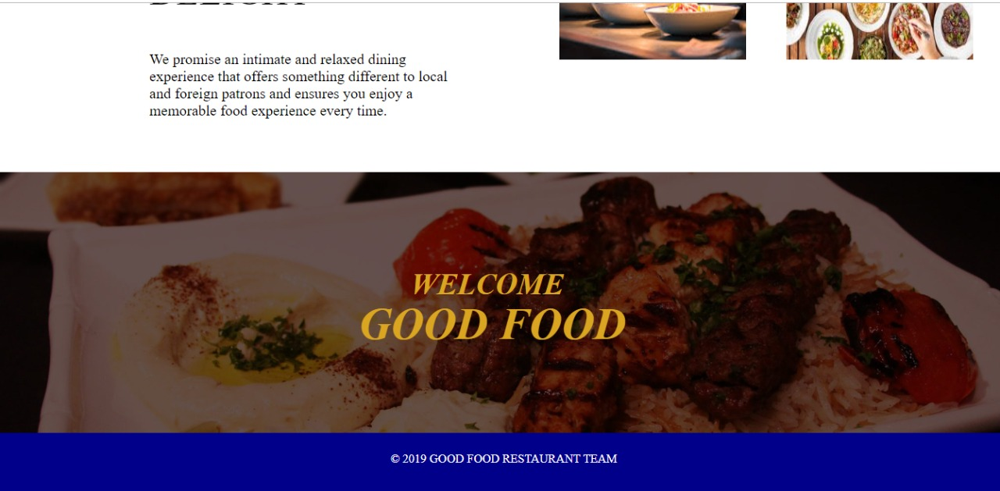 We promise an intimate and relaxed dining
experience that offers something different to local
and foreign patrons and ensures you enjoy a
memorable food experience every time.
WELCOME
GOOD FOOD
© 2019 GOOD FOOD RESTAURANT TEAM